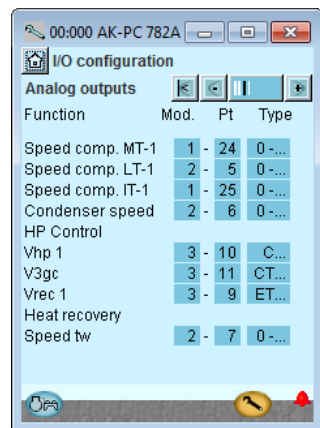 00:000 AK-PC 782A
I/O configuration
Analog outputs
Function Mod. Pt Type
Speed comp. MT-1 1 - 24 0 -...
Speed comp. LT-1 2 - 5 0 -...
Speed comp. IT-1 1 - 25 0 -...
Condenser speed 2 - 6 0 -...
HP Control
Vhp 1 3 - 10 C...
V3gc 3 - 11 CT...
Vrec 1 3 - 9 ET...
Heat recovery
Speed tw 2 - 7 0 -...